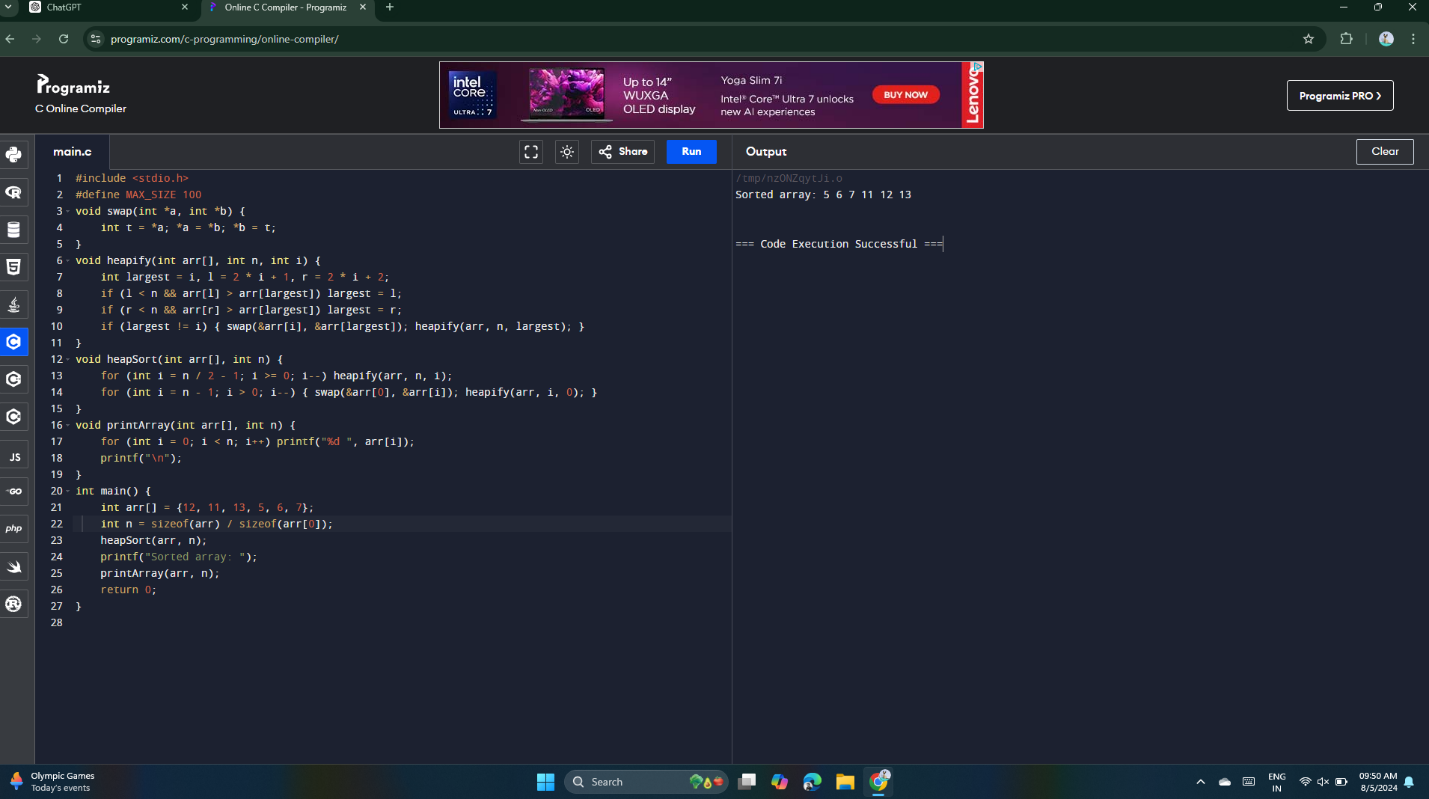 ChatGPT
Online C Compiler - Programiz
programiz.com/c-programming/online-compiler/
Programiz
C Online Compiler
intel
CORE
ULTRA 7
OLED
Up to 14”
WUXGA
OLED display
Yoga Slim 7i
Intel® Core™ Ultra 7 unlocks
new AI experiences
BUY NOW
Lenovo
Programiz PRO
main.c
Share
Run
Output
Clear
1 #include <stdio.h>
2 #define MAX_SIZE 100
3 void swap(int *a, int *b) {
4 int t = *a; *a = *b; *b = t;
5 }
6 void heapify(int arr[], int n, int i) {
7 int largest = i, l = 2 * i + 1, r = 2 * i + 2;
8 if (l < n && arr[l] > arr[largest]) largest = l;
9 if (r < n && arr[r] > arr[largest]) largest = r;
10 if (largest != i) { swap(&arr[i], &arr[largest]); heapify(arr, n, largest); }
11 }
12 void heapSort(int arr[], int n) {
13 for (int i = n / 2 - 1; i >= 0; i--) heapify(arr, n, i);
14 for (int i = n - 1; i > 0; i--) { swap(&arr[0], &arr[i]); heapify(arr, i, 0); }
15 }
16 void printArray(int arr[], int n) {
17 for (int i = 0; i < n; i++) printf("%d ", arr[i]);
18 printf("\n");
19 }
20 int main() {
21 int arr[] = {12, 11, 13, 5, 6, 7};
22 int n = sizeof(arr) / sizeof(arr[0]);
23 heapSort(arr, n);
24 printf("Sorted array: ");
25 printArray(arr, n);
26 return 0;
27 }
28
/tmp/nzONZqytJi.o
Sorted array: 5 6 7 11 12 13
=== Code Execution Successful ===
JS
GO
php
Olympic Games
Today's events
Search
ENG
IN
09:50 AM
8/5/2024